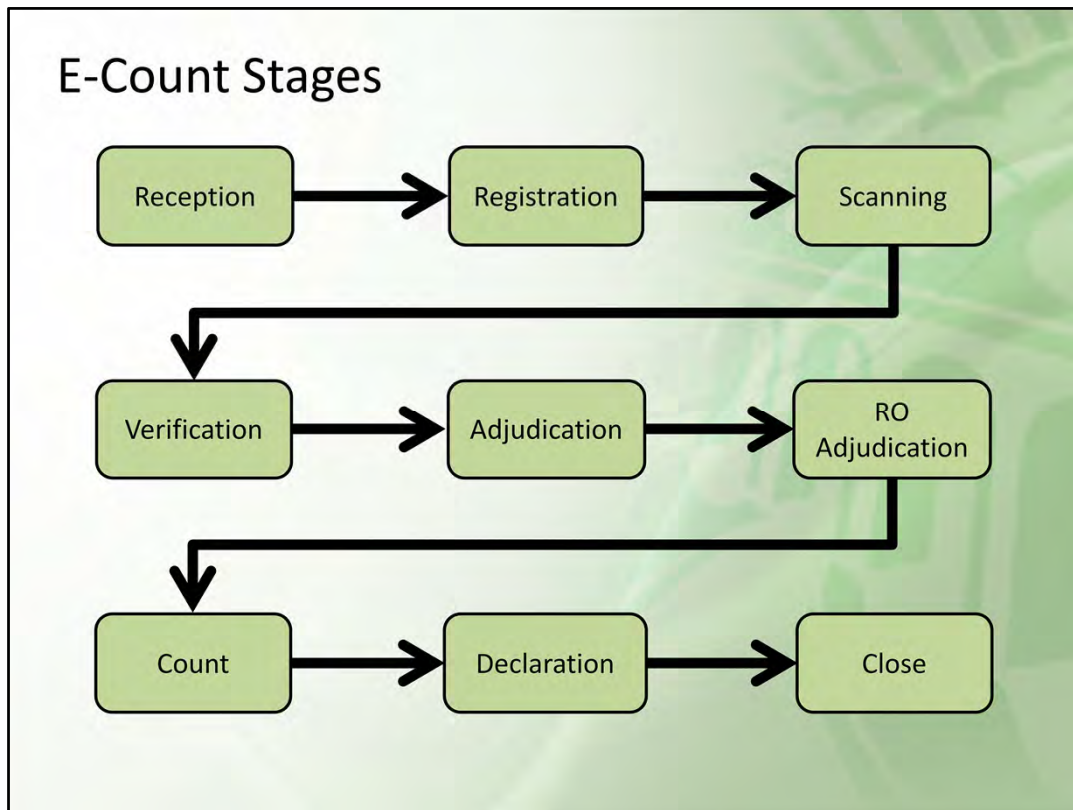 E-Count Stages
Reception
Registration
Scanning
Verification
Adjudication
RO
Adjudication
Count
Declaration
Close